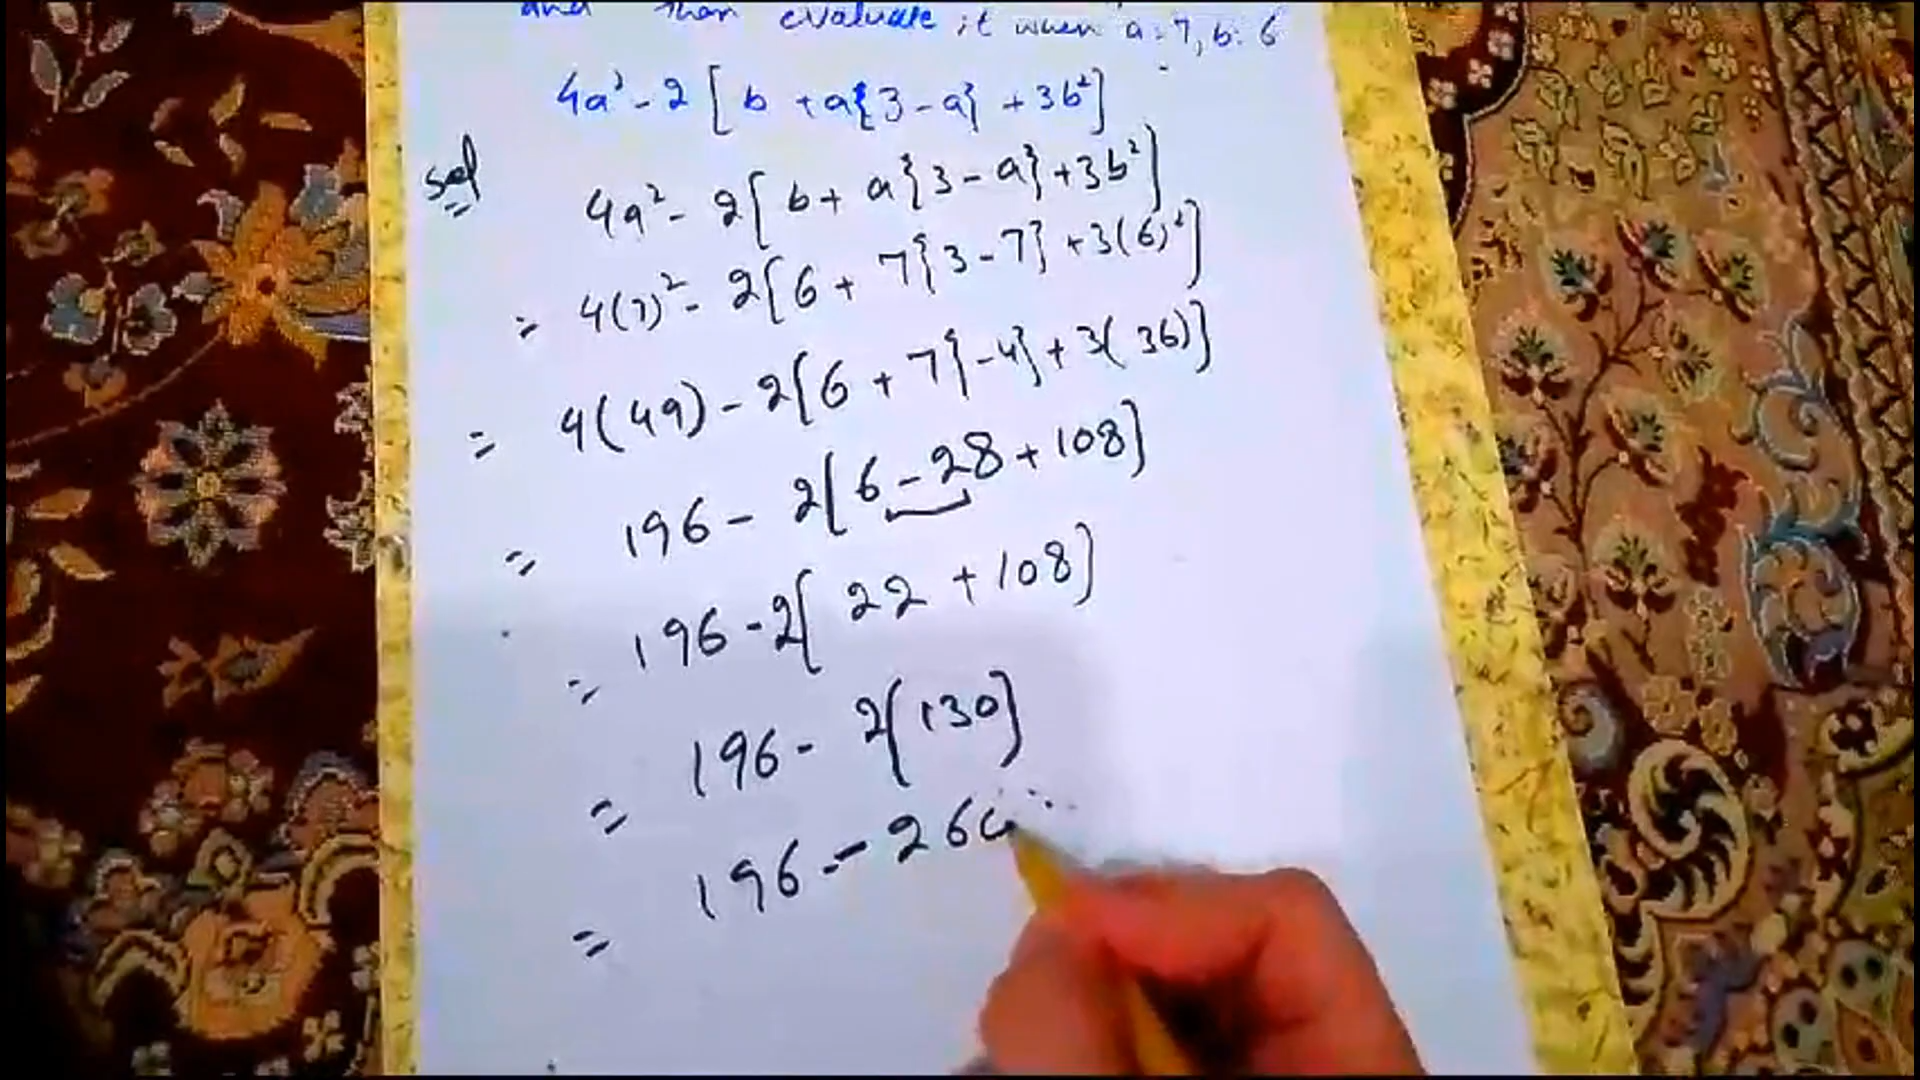 and then evaluate it when a = 7, b = 6
4a² - 2 [ b + a{3 - a} + 3b²]
Sol
4a² - 2[ b + a{3 - a} + 3b²]
= 4(7)² - 2[6 + 7{3 - 7} + 3(6)²]
= 4(49) - 2[6 + 7{-4} + 3(36)]
= 196 - 2[6 - 28 + 108]
= 196 - 2[ 22 + 108]
= 196 - 2[130]
= 196 - 260